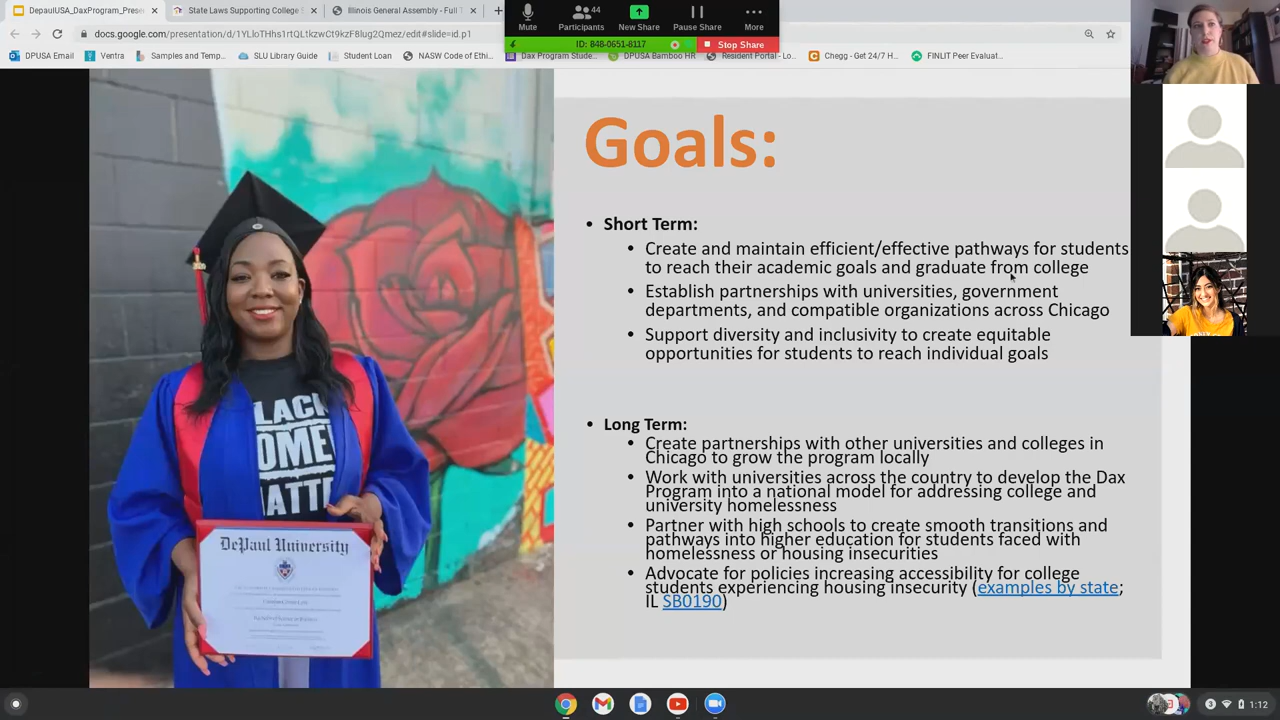 DepaulUSA_DaxProgram_Prese
State Laws Supporting College S
Illinois General Assembly - Full T
docs.google.com/presentation/d/1YLloTHhs1rtQLtkzwCt9kzF8lug2Qmez/edit#slide=id.p1
Mute
Participants
44
New Share
Pause Share
More
ID: 848-0651-8117
Stop Share
DPUSA Email
Ventra
Samples and Temp...
SLU Library Guide
Student Loan
NASW Code of Ethi...
Dax Program Stude...
DPUSA Bamboo HR
Resident Portal - Lo...
Chegg - Get 24/7 H...
FINLIT Peer Evaluat...
Goals:
• Short Term:
• Create and maintain efficient/effective pathways for students
to reach their academic goals and graduate from college
• Establish partnerships with universities, government
departments, and compatible organizations across Chicago
• Support diversity and inclusivity to create equitable
opportunities for students to reach individual goals
• Long Term:
• Create partnerships with other universities and colleges in
Chicago to grow the program locally
• Work with universities across the country to develop the Dax
Program into a national model for addressing college and
university homelessness
• Partner with high schools to create smooth transitions and
pathways into higher education for students faced with
homelessness or housing insecurities
• Advocate for policies increasing accessibility for college
students experiencing housing insecurity (examples by state;
IL SB0190)
LACK
OME
ATT
DePaul University
3
1:12